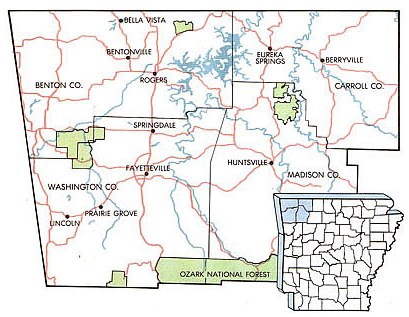 BELLA VISTA
BENTONVILLE
EUREKA
SPRINGS
BERRYVILLE
BENTON CO.
ROGERS
CARROLL CO.
SPRINGDALE
FAYETTEVILLE
HUNTSVILLE
MADISON CO.
WASHINGTON CO.
PRAIRIE GROVE
LINCOLN
OZARK NATIONAL FOREST